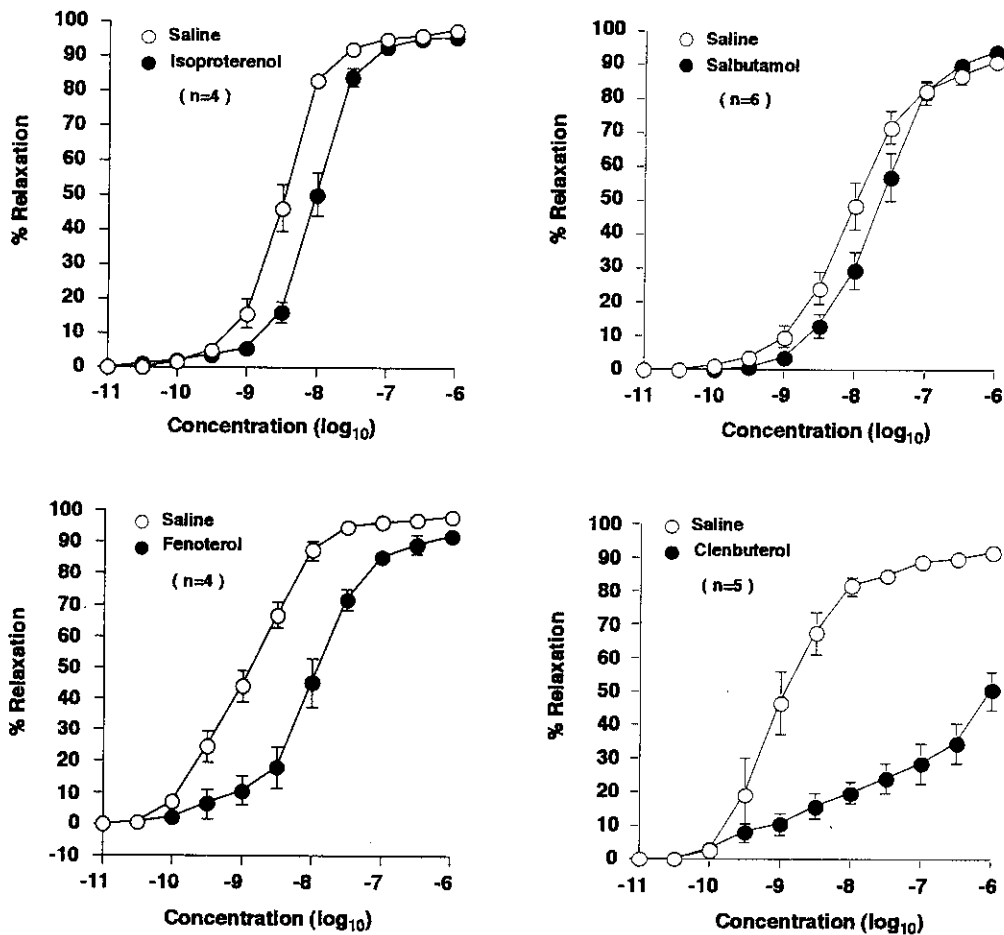 100
90
80
70
60
50
40
30
20
10
0
% Relaxation
Saline
Isoproterenol
( n=4 )
-11 -10 -9 -8 -7 -6
Concentration (log10)
100
90
80
70
60
50
40
30
20
10
0
% Relaxation
Saline
Salbutamol
( n=6 )
-11 -10 -9 -8 -7 -6
Concentration (log10)
100
90
80
70
60
50
40
30
20
10
0
-10
% Relaxation
Saline
Fenoterol
( n=4 )
-11 -10 -9 -8 -7 -6
Concentration (log10)
100
90
80
70
60
50
40
30
20
10
0
% Relaxation
Saline
Clenbuterol
( n=5 )
-11 -10 -9 -8 -7 -6
Concentration (log10)